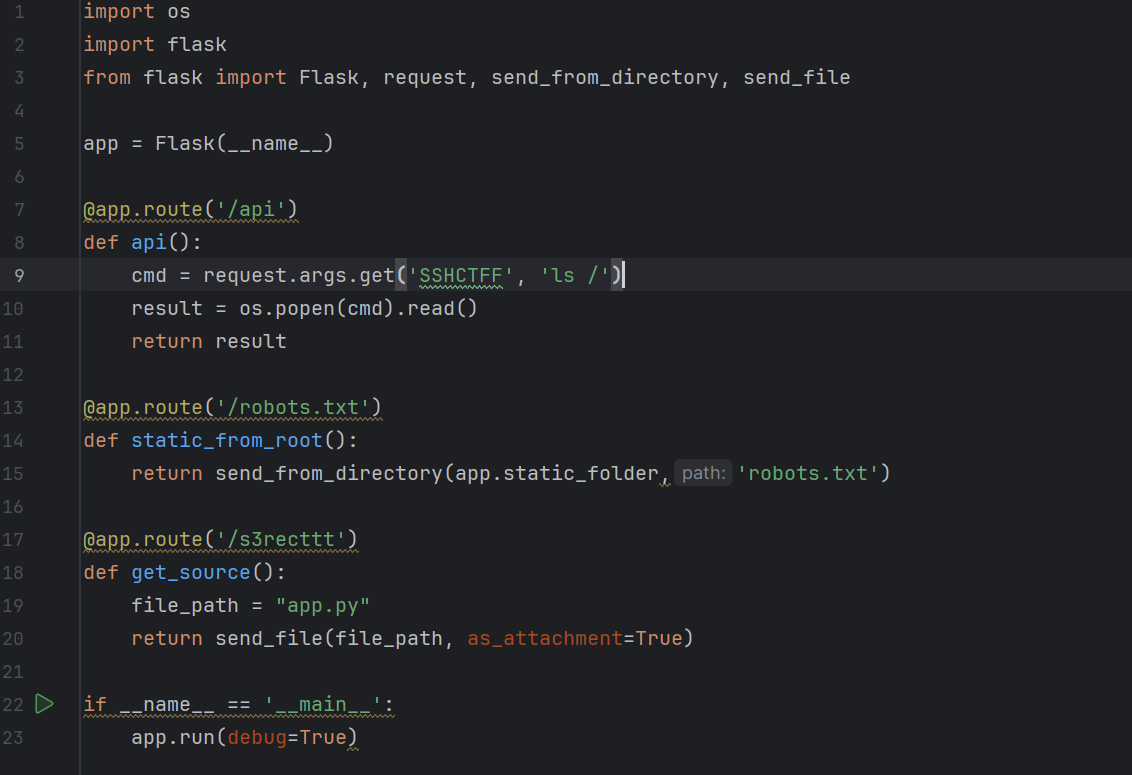 1 import os
2 import flask
3 from flask import Flask, request, send_from_directory, send_file
4
5 app = Flask(__name__)
6
7 @app.route('/api')
8 def api():
9     cmd = request.args.get('SSHCTFF', 'ls /')
10     result = os.popen(cmd).read()
11     return result
12
13 @app.route('/robots.txt')
14 def static_from_root():
15     return send_from_directory(app.static_folder, path: 'robots.txt')
16
17 @app.route('/s3recttt')
18 def get_source():
19     file_path = "app.py"
20     return send_file(file_path, as_attachment=True)
21
22 if __name__ == '__main__':
23     app.run(debug=True)